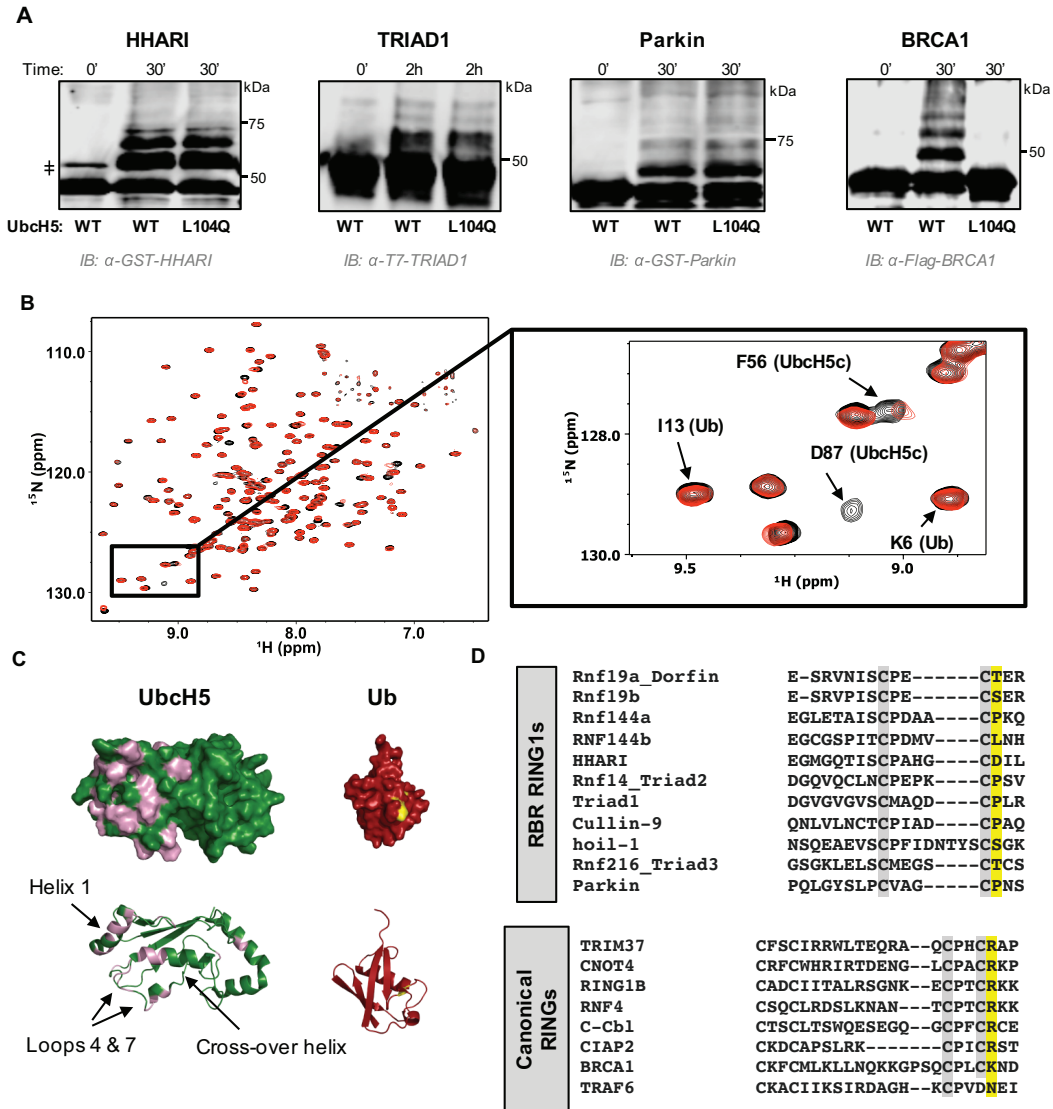 A
HHARI TRIAD1 Parkin BRCA1
Time: 0' 30' 30' 0' 2h 2h 0' 30' 30' 0' 30' 30'
kDa kDa kDa kDa
75 50 50 75 50
ǂ
UbcH5: WT WT L104Q WT WT L104Q WT WT L104Q WT WT L104Q
IB: α-GST-HHARI IB: α-T7-TRIAD1 IB: α-GST-Parkin IB: α-Flag-BRCA1
B
110.0
120.0
130.0
¹⁵N (ppm)
9.0 8.0 7.0
¹H (ppm)
F56 (UbcH5c)
I13 (Ub)
D87 (UbcH5c)
K6 (Ub)
128.0
130.0
¹⁵N (ppm)
9.5 9.0
¹H (ppm)
C
UbcH5 Ub
Helix 1
Loops 4 & 7
Cross-over helix
D
RBR RING1s
Rnf19a_Dorfin E-SRVNISCPE------CTER
Rnf19b E-SRVPISCPE------CSER
Rnf144a EGLETAISCPDAA----CPKQ
RNF144b EGCGSPITCPDMV----CLNH
HHARI EGMGQTISCPAHG----CDIL
Rnf14_Triad2 DGQVQCLNCPEPK----CPSV
Triad1 DGVGVGVSCMAQD----CPLR
Cullin-9 QNLVLNCTCPIAD----CPAQ
hoil-1 NSQEAEVSCPFIDNTYSCSGK
Rnf216_Triad3 GSGKLELSCMEGS----CTCS
Parkin PQLGYSLPCVAG-----CPNS
Canonical RINGs
TRIM37 CFSCIRRWLTEQRA--QCPHCRAP
CNOT4 CRFCWHRIRTDENG--LCPACRKP
RING1B CADCIITALRSGNK--ECPTCRKK
RNF4 CSQCLRDSLKNAN---TCPTCRKK
C-Cbl CTSCLTSWQESEGQ--GCPFCRCE
CIAP2 CKDCAPSLRK-------CPICRST
BRCA1 CKFCMLKLLNQKKGPSQCPLCKND
TRAF6 CKACIIKSIRDAGH-KCPVDNEI